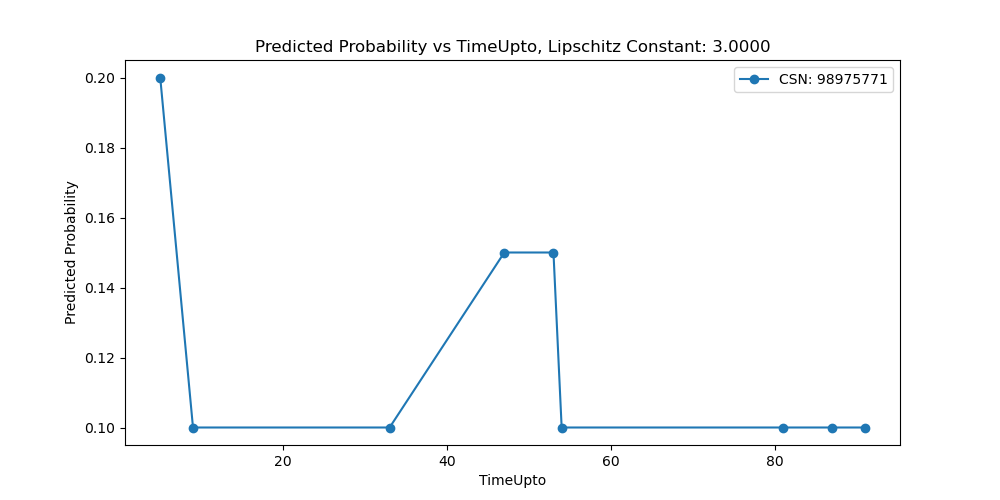 Predicted Probability vs TimeUpto, Lipschitz Constant: 3.0000
CSN: 98975771
Predicted Probability
0.20
0.18
0.16
0.14
0.12
0.10
20 40 60 80
TimeUpto